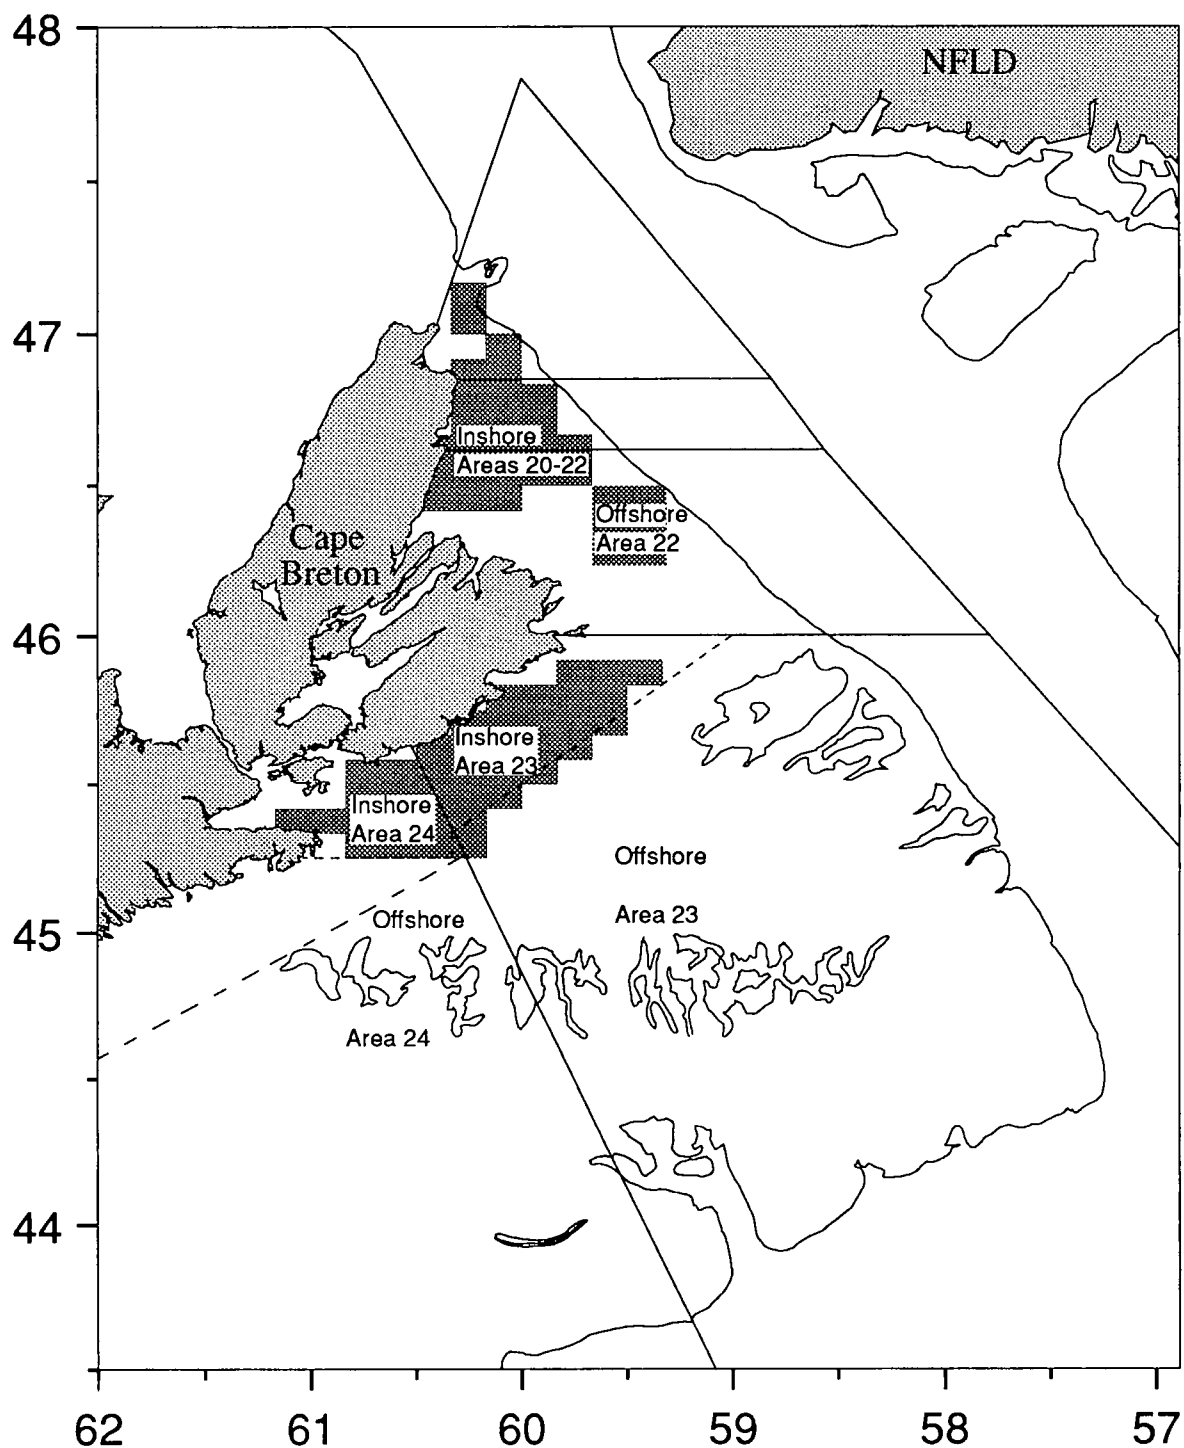 48
NFLD
47
Inshore
Areas 20-22
Offshore
Area 22
Cape
Breton
46
Inshore
Area 23
Inshore
Area 24
Offshore
Area 23
45
Offshore
Area 24
44
62
61
60
59
58
57